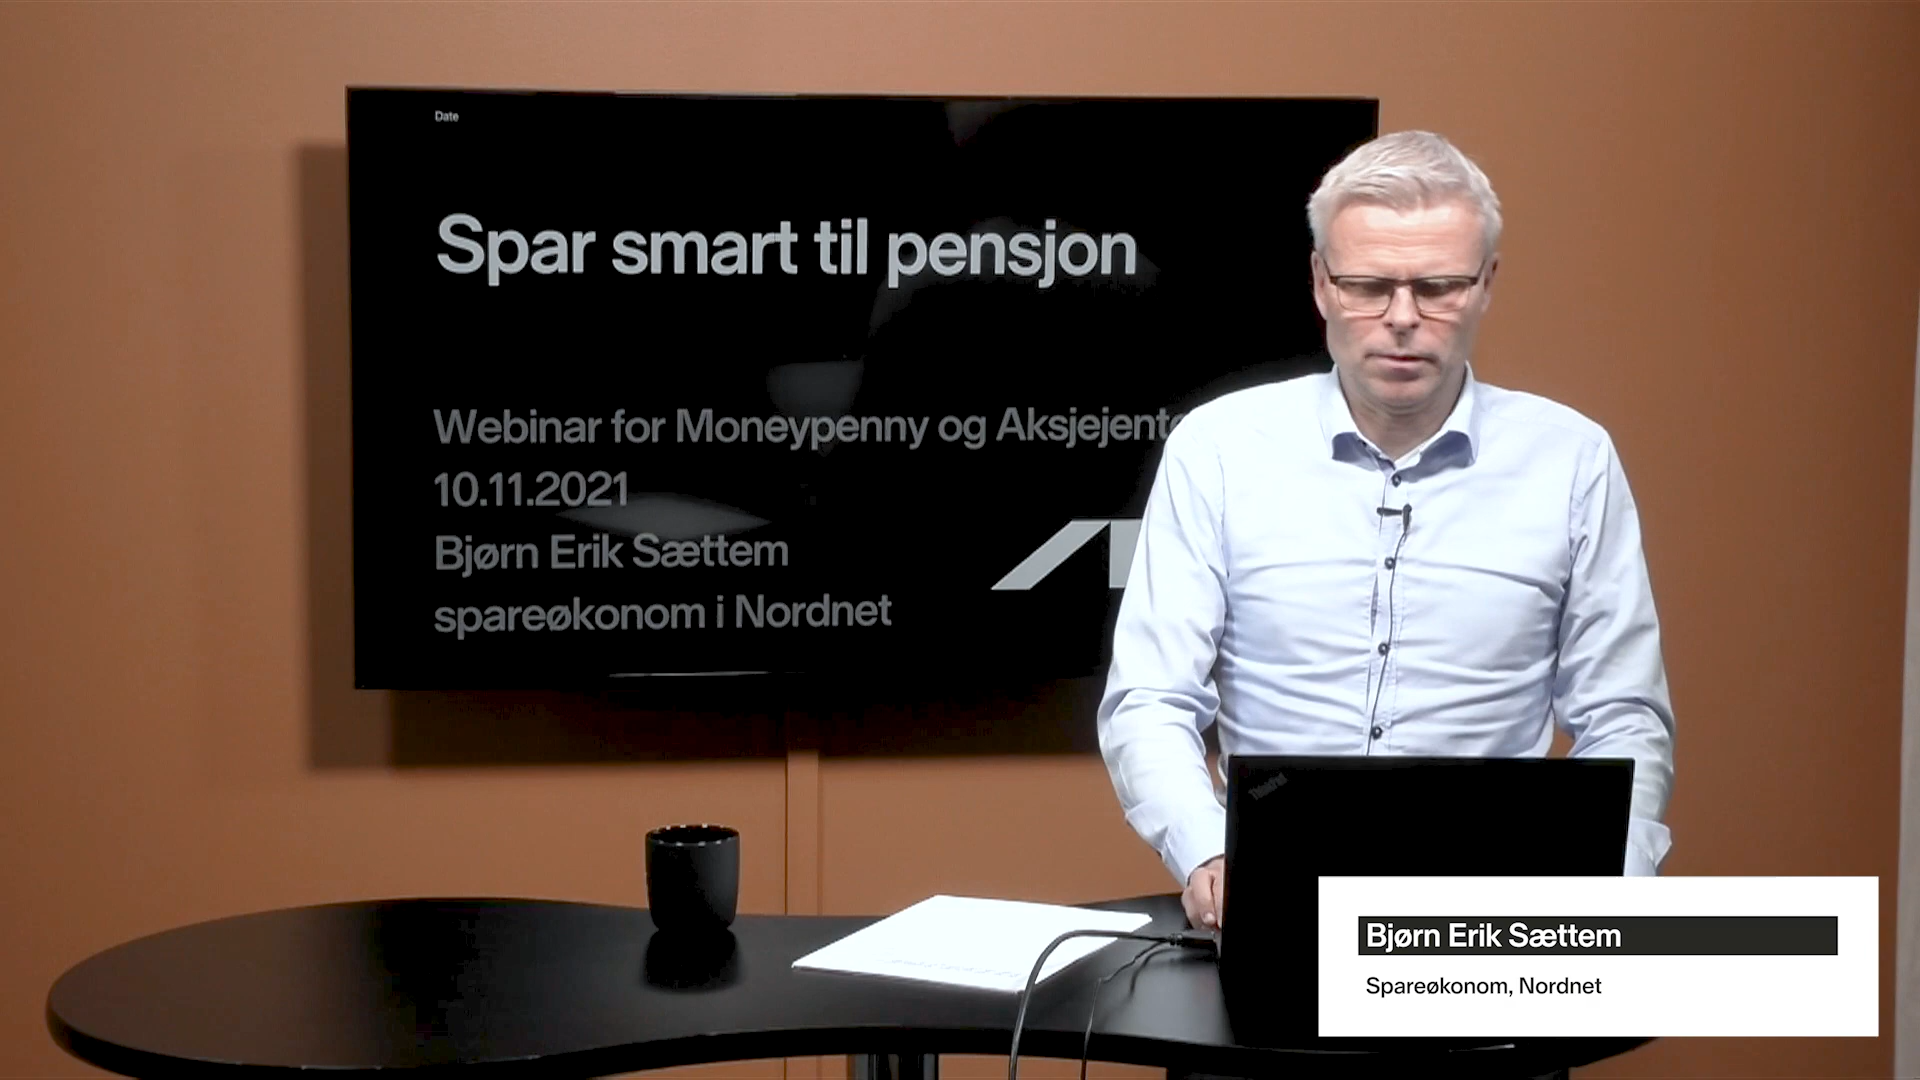 Date
Spar smart til pensjon
Webinar for Moneypenny og
10.11.2021
Bjørn Erik Sættem
spareøkonom i Nordnet
ThinkPad
Bjørn Erik Sættem
Spareøkonom, Nordnet